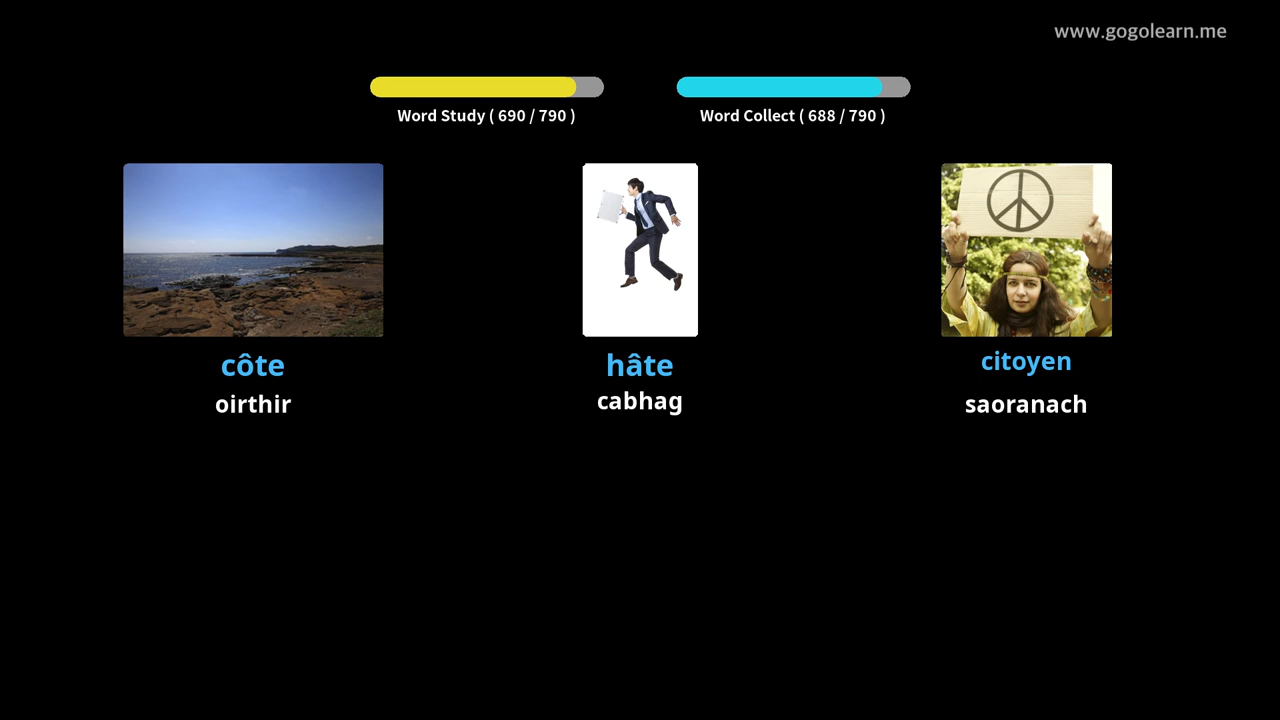 www.gogolearn.me
Word Study ( 690 / 790 )
Word Collect ( 688 / 790 )
côte
hâte
citoyen
oirthir
cabhag
saoranach